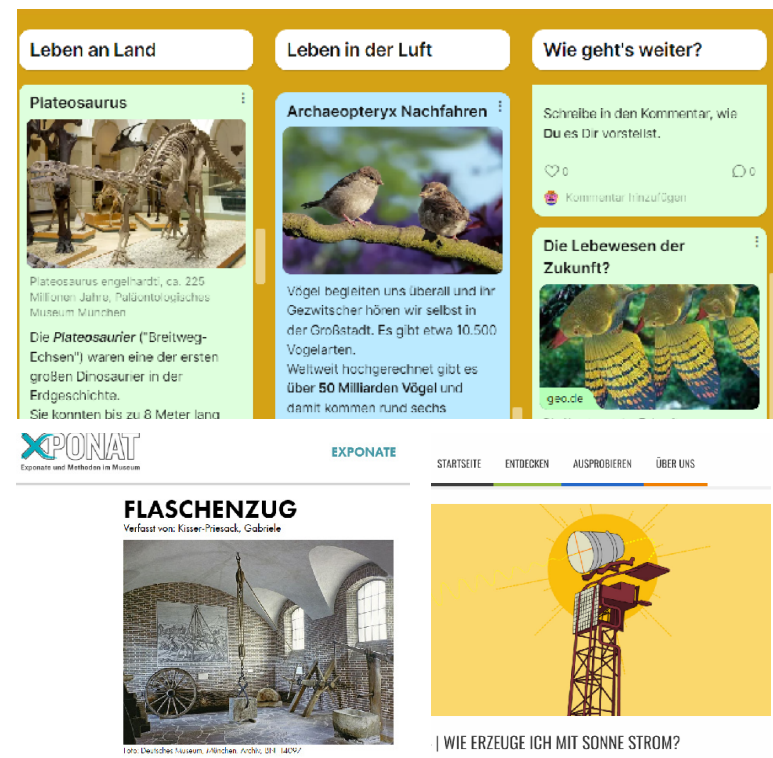 Leben an Land
Leben in der Luft
Wie geht's weiter?
Plateosaurus
Plateosaurus engelhardti, ca. 225
Millionen Jahre, Paläontologisches
Museum München
Die Plateosaurier ("Breitweg-
Echsen") waren eine der ersten
großen Dinosaurier in der
Erdgeschichte.
Sie konnten bis zu 8 Meter lang
Archaeopteryx Nachfahren
Vögel begleiten uns überall und ihr
Gezwitscher hören wir selbst in
der Großstadt. Es gibt etwa 10.500
Vogelarten.
Weltweit hochgerechnet gibt es
über 50 Milliarden Vögel und
damit kommen rund sechs
Schreibe in den Kommentar, wie
Du es Dir vorstellst.
0
0
Kommentar hinzufügen
Die Lebewesen der
Zukunft?
geo.de
XPONAT
Exponate und Methoden im Museum
EXPONATE
FLASCHENZUG
Verfasst von: Kisser-Priesack, Gabriele
Foto: Deutsches Museum, München, Archiv, BN_14097
STARTSEITE
ENTDECKEN
AUSPROBIEREN
ÜBER UNS
| WIE ERZEUGE ICH MIT SONNE STROM?